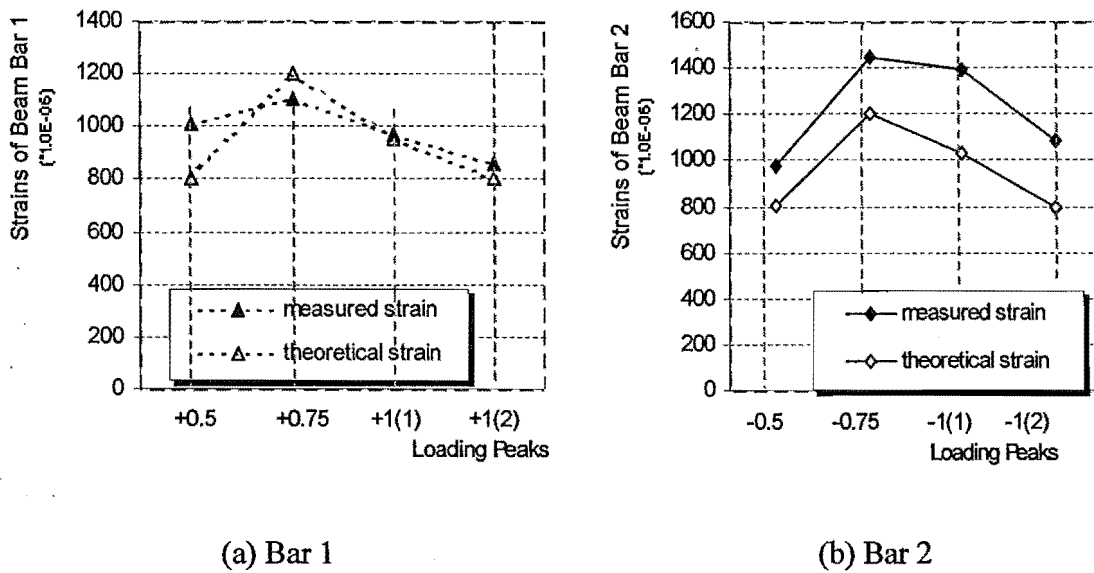 Strains of Beam Bar 1
(*1.0E-06)
1400
1200
1000
800
600
400
200
0
measured strain
theoretical strain
+0.5 +0.75 +1(1) +1(2)
Loading Peaks
(a) Bar 1
Strains of Beam Bar 2
(*1.0E-06)
1600
1400
1200
1000
800
600
400
200
0
measured strain
theoretical strain
-0.5 -0.75 -1(1) -1(2)
Loading Peaks
(b) Bar 2